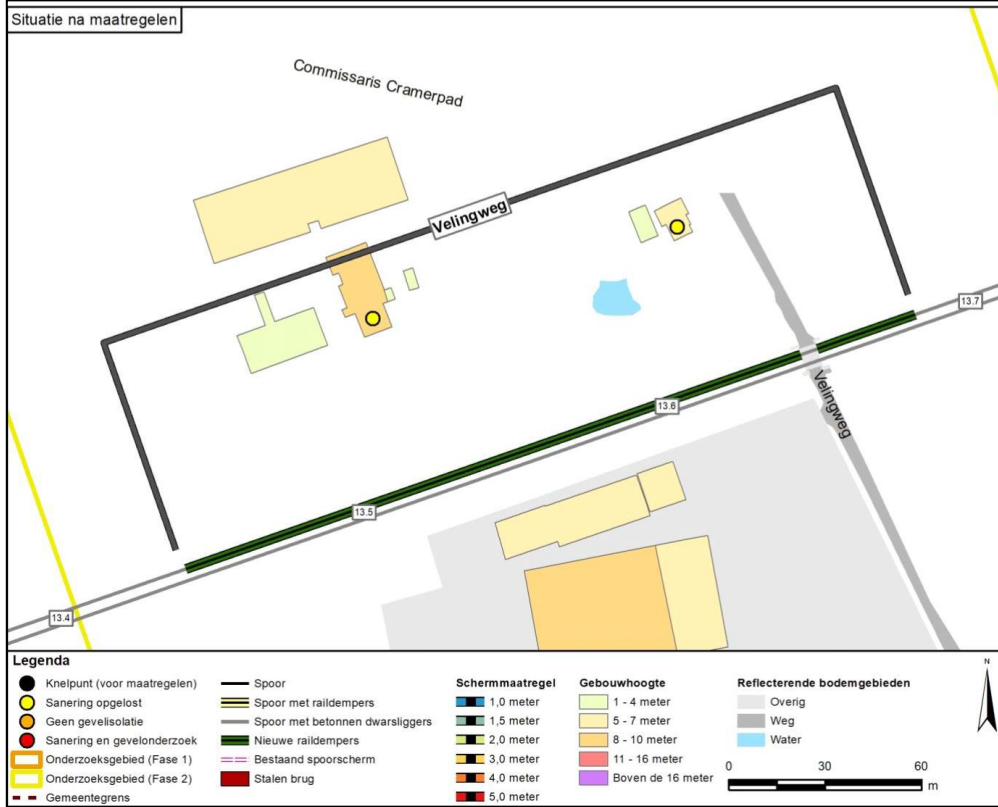 Situatie na maatregelen
Commissaris Cramerpad
Velingweg
13.7
13.6
Velingweg
13.5
13.4
Legenda
Knelpunt (voor maatregelen)
Sanering opgelost
Geen gevelisolatie
Sanering en gevelonderzoek
Onderzoeksgebied (Fase 1)
Onderzoeksgebied (Fase 2)
Gemeentegrens
Spoor
Spoor met raildempers
Spoor met betonnen dwarsliggers
Nieuwe raildempers
Bestaand spoorscherm
Stalen brug
Schermmaatregel
1,0 meter
1,5 meter
2,0 meter
3,0 meter
4,0 meter
5,0 meter
Gebouwhoogte
1 - 4 meter
5 - 7 meter
8 - 10 meter
11 - 16 meter
Boven de 16 meter
Reflecterende bodemgebieden
Overig
Weg
Water
N
0 30 60
m